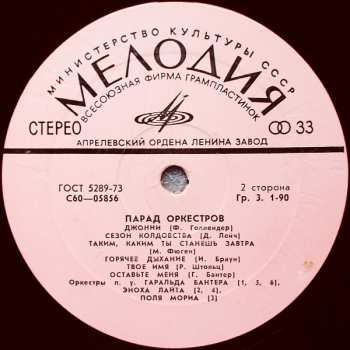 МИНИСТЕРСТВО КУЛЬТУРЫ СССР
МЕЛОДИЯ
ВСЕСОЮЗНАЯ ФИРМА ГРАМПЛАСТИНОК
СТЕРЕО
33
АПРЕЛЕВСКИЙ ОРДЕНА ЛЕНИНА ЗАВОД
ГОСТ 5289-73
2 сторона
С60—05856
Гр. 3. 1-90
ПАРАД ОРКЕСТРОВ
ДЖОННИ (Ф. Голлендер)
СЕЗОН КОЛДОВСТВА (Д. Лейч)
ТАКИМ, КАКИМ ТЫ СТАНЕШЬ ЗАВТРА
(М. Фюген)
ГОРЯЧЕЕ ДЫХАНИЕ (И. Браун)
ТВОЕ ИМЯ (Р. Штольц)
ОСТАВЬТЕ МЕНЯ (Г. Бантер)
Оркестры п. у. ГАРАЛЬДА БАНТЕРА [1, 5, 6],
ЭНОХА ЛАЙТА [2, 4],
ПОЛЯ МОРИА [3]